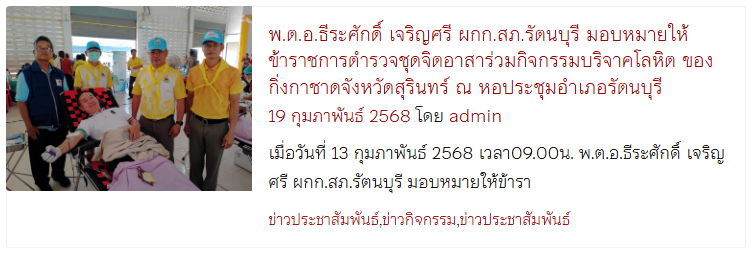 พ.ต.อ.ธีระศักดิ์ เจริญศรี ผกก.สภ.รัตนบุรี มอบหมายให้
ข้าราชการตำรวจชุดจิตอาสาร่วมกิจกรรมบริจาคโลหิต ของ
กิ่งกาชาดจังหวัดสุรินทร์ ณ หอประชุมอำเภอรัตนบุรี
19 กุมภาพันธ์ 2568 โดย admin
เมื่อวันที่ 13 กุมภาพันธ์ 2568 เวลา09.00น. พ.ต.อ.ธีระศักดิ์ เจริญ
ศรี ผกก.สภ.รัตนบุรี มอบหมายให้ข้ารา
ข่าวประชาสัมพันธ์,ข่าวกิจกรรม,ข่าวประชาสัมพันธ์